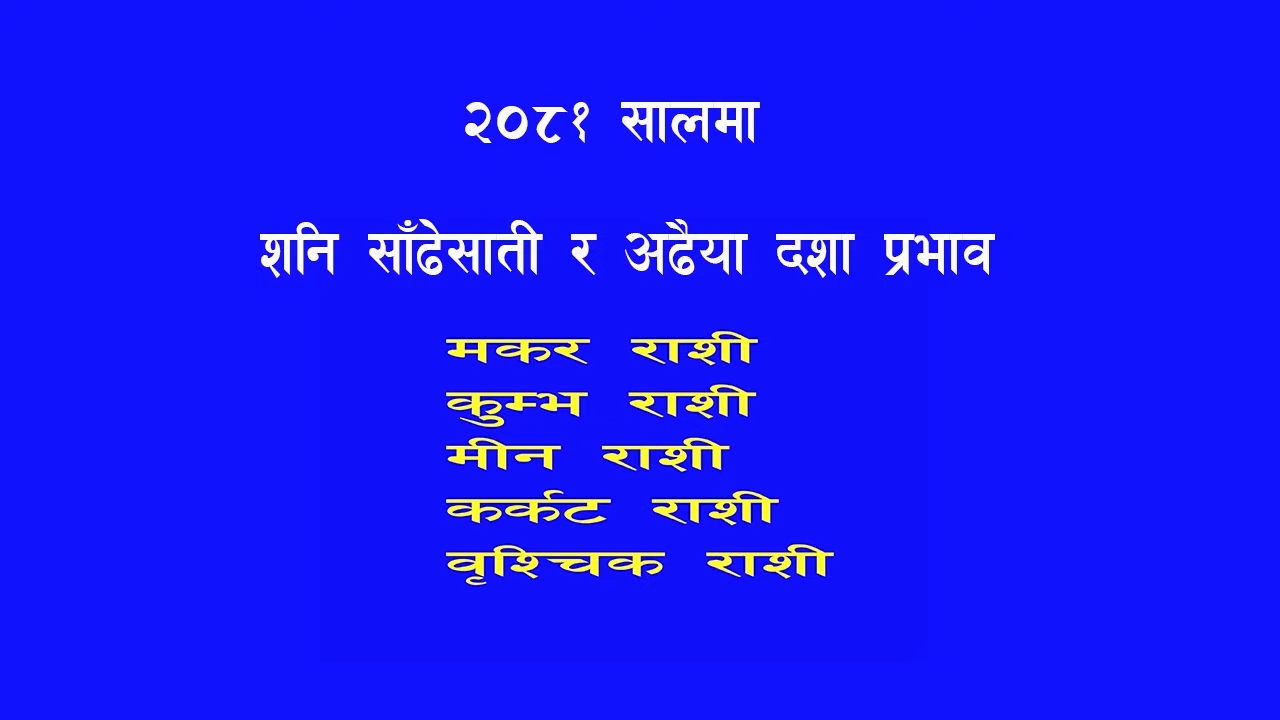 २०८१ सालमा
शनि साँढेसाती र अढैया दशा प्रभाव
मकर राशी
कुम्भ राशी
मीन राशी
कर्कट राशी
वृश्चिक राशी